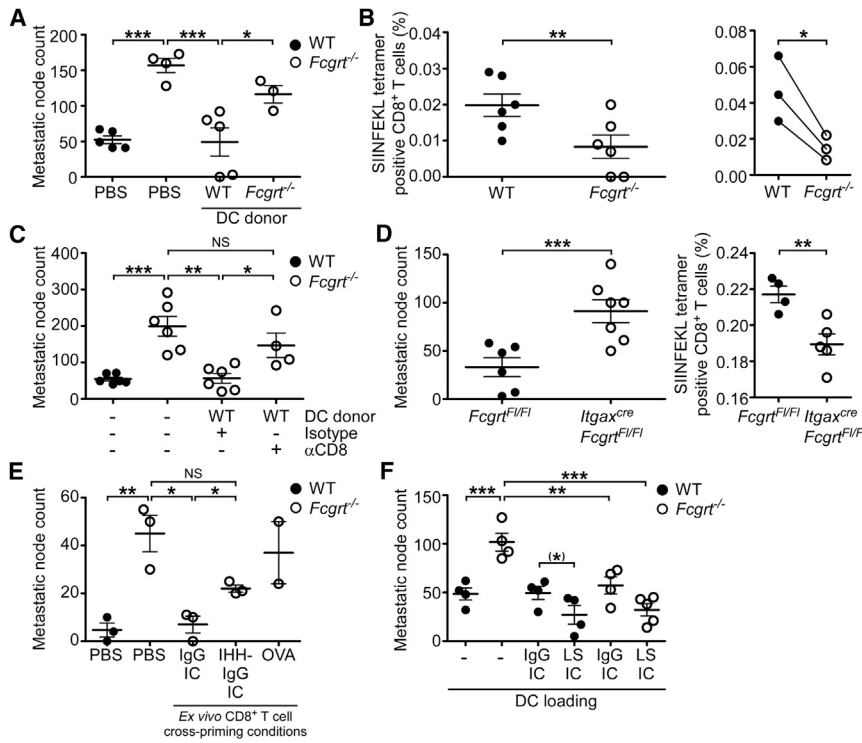 A
Metastatic node count
200
150
100
50
0
*** *** *
WT
Fcgrt-/-
PBS PBS WT Fcgrt-/-
DC donor
B
SIINFEKL tetramer
positive CD8+ T cells (%)
0.04
0.03
0.02
0.01
0.00
**
WT Fcgrt-/-
0.08
0.06
0.04
0.02
0.00
*
WT Fcgrt-/-
C
Metastatic node count
400
300
200
100
0
NS
*** ** *
WT
Fcgrt-/-
- - WT WT DC donor
- - + - Isotype
- - - + αCD8
D
Metastatic node count
150
100
50
0
***
FcgrtFl/Fl Itgaxcre
FcgrtFl/Fl
SIINFEKL tetramer
positive CD8+ T cells (%)
0.24
0.22
0.20
0.18
0.16
**
FcgrtFl/Fl Itgaxcre
FcgrtFl/F
E
Metastatic node count
60
40
20
0
NS
** * *
WT
Fcgrt-/-
PBS PBS IgG IHH- OVA
IC IgG
IC
Ex vivo CD8+ T cell
cross-priming conditions
F
Metastatic node count
150
100
50
0
***
*** **
(*)
WT
Fcgrt-/-
- - IgG LS IgG LS
IC IC IC IC
DC loading